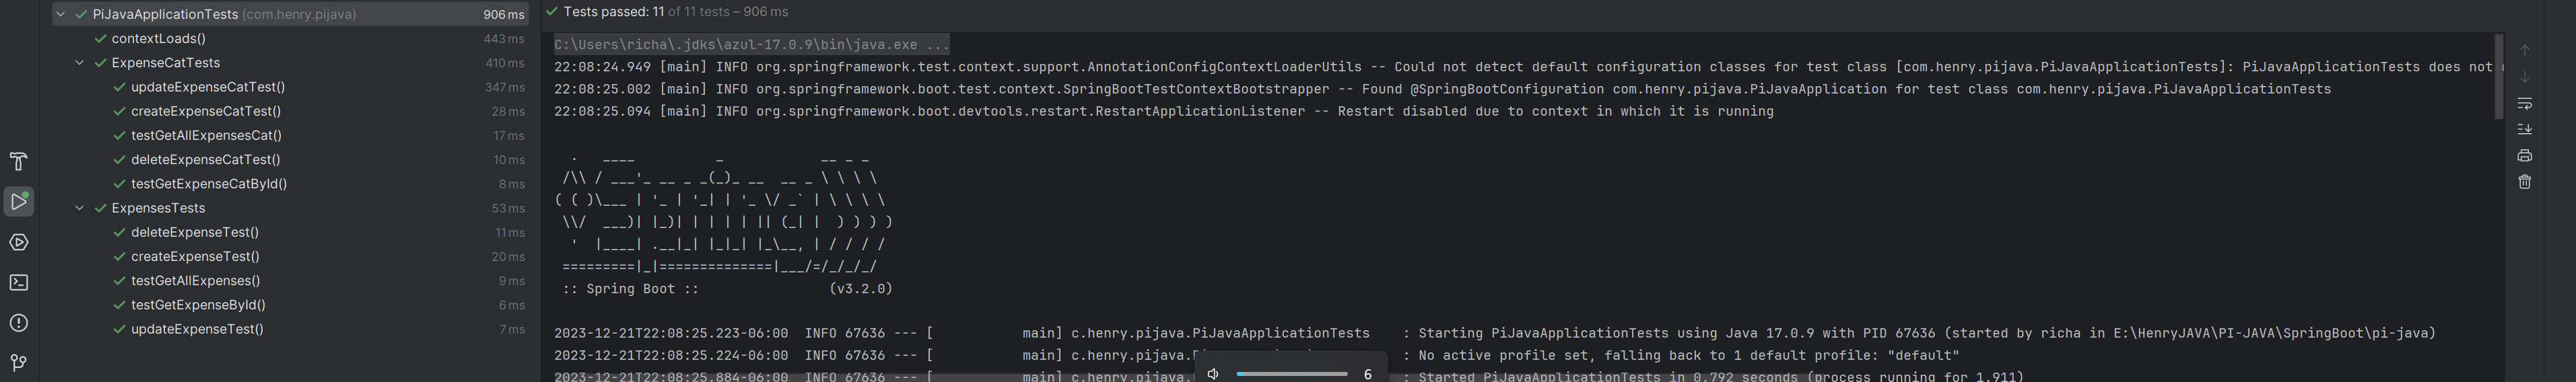 PiJavaApplicationTests (com.henry.pijava) 906 ms
contextLoads() 443 ms
ExpenseCatTests 410 ms
updateExpenseCatTest() 347 ms
createExpenseCatTest() 28 ms
testGetAllExpensesCat() 17 ms
deleteExpenseCatTest() 10 ms
testGetExpenseCatById() 8 ms
ExpensesTests 53 ms
deleteExpenseTest() 11 ms
createExpenseTest() 20 ms
testGetAllExpenses() 9 ms
testGetExpenseById() 6 ms
updateExpenseTest() 7 ms
Tests passed: 11 of 11 tests – 906 ms
C:\Users\richa\.jdks\azul-17.0.9\bin\java.exe ...
22:08:24.949 [main] INFO org.springframework.test.context.support.AnnotationConfigContextLoaderUtils -- Could not detect default configuration classes for test class [com.henry.pijava.PiJavaApplicationTests]: PiJavaApplicationTests does not
22:08:25.002 [main] INFO org.springframework.boot.test.context.SpringBootTestContextBootstrapper -- Found @SpringBootConfiguration com.henry.pijava.PiJavaApplication for test class com.henry.pijava.PiJavaApplicationTests
22:08:25.094 [main] INFO org.springframework.boot.devtools.restart.RestartApplicationListener -- Restart disabled due to context in which it is running
  .   ____          _            __ _ _
 /\\ / ___'_ __ _ _(_)_ __  __ _ \ \ \ \
( ( )\___ | '_ | '_| | '_ \/ _` | \ \ \ \
 \\/  ___)| |_)| | | | | || (_| |  ) ) ) )
  '  |____| .__|_| |_|_| |_\__, | / / / /
 =========|_|==============|___/=/_/_/_/
 :: Spring Boot ::                (v3.2.0)
2023-12-21T22:08:25.223-06:00  INFO 67636 --- [           main] c.henry.pijava.PiJavaApplicationTests    : Starting PiJavaApplicationTests using Java 17.0.9 with PID 67636 (started by richa in E:\HenryJAVA\PI-JAVA\SpringBoot\pi-java)
2023-12-21T22:08:25.224-06:00  INFO 67636 --- [           main] c.henry.pijava. : No active profile set, falling back to 1 default profile: "default"
2023-12-21T22:08:25.884-06:00  INFO 67636 --- [           main] c.henry.pijava. : Started PiJavaApplicationTests in 0.792 seconds (process running for 1.911)
6